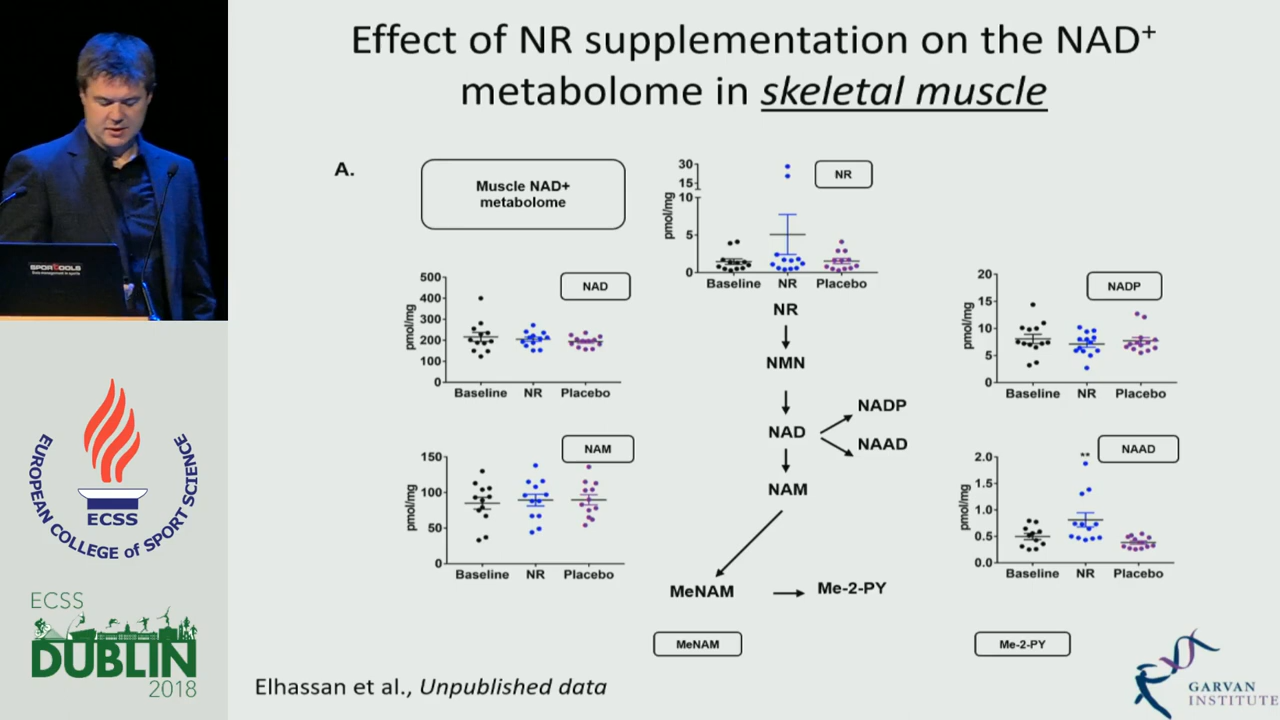 Effect of NR supplementation on the NAD+
metabolome in skeletal muscle
A.
Muscle NAD+
metabolome
NR
30
15
10
5
0
pmol/mg
Baseline NR Placebo
NAD
500
400
300
200
100
0
pmol/mg
Baseline NR Placebo
NADP
20
15
10
5
0
pmol/mg
Baseline NR Placebo
NR
NMN
NAD
NADP
NAAD
NAM
MeNAM
Me-2-PY
NAM
150
100
50
0
pmol/mg
Baseline NR Placebo
NAAD
**
2.0
1.5
1.0
0.5
0.0
pmol/mg
Baseline NR Placebo
MeNAM
Me-2-PY
Elhassan et al., Unpublished data
GARVAN
INSTITUTE
EUROPEAN COLLEGE of SPORT SCIENCE
ECSS
ECSS
DUBLIN
2018